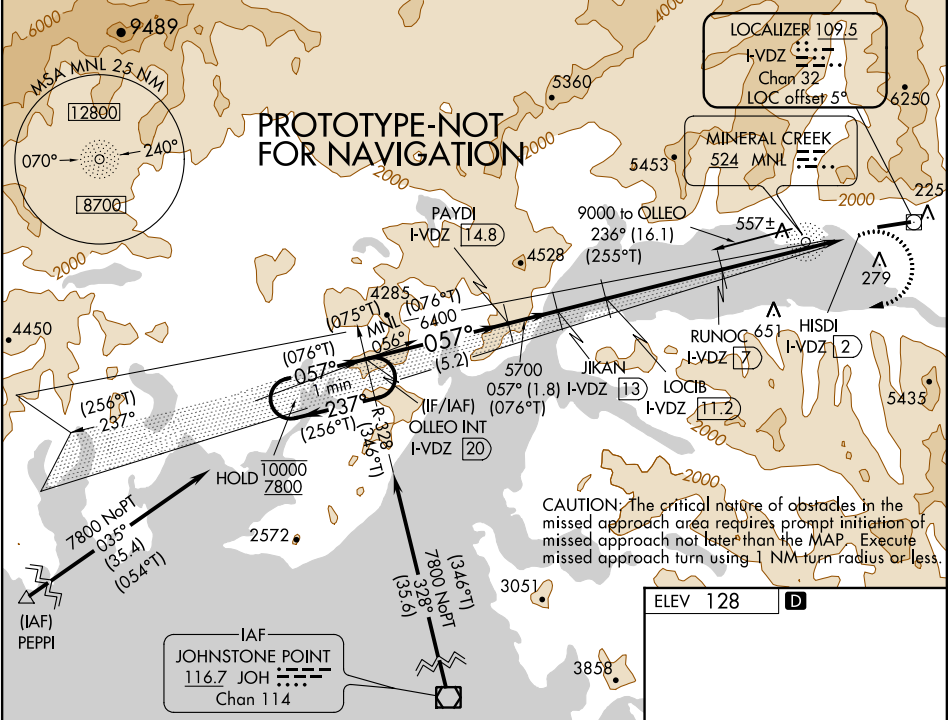 6000
9489
4000
LOCALIZER 109.5
I-VDZ
Chan 32
LOC offset 5°
MSA MNL 25 NM
12800
070°
240°
8700
5360
6250
PROTOTYPE-NOT
FOR NAVIGATION
MINERAL CREEK
524 MNL
5453
2000
2000
225
PAYDI
I-VDZ 14.8
9000 to OLLEO
236° (16.1)
(255°T)
557±
2000
4528
279
4285
(075°T)
(076°T)
MNL
056°
6400
057°
(5.2)
4450
(076°T)
057°
1 min
237°
(256°T)
5700
057° (1.8)
(076°T)
JIKAN
I-VDZ 13
LOCIB
I-VDZ 11.2
RUNOC
I-VDZ 7
651
HISDI
I-VDZ 2
5435
(256°T)
237°
R-328
(346°T)
(IF/IAF)
OLLEO INT
I-VDZ 20
2000
HOLD 10000
7800
2000
7800 NoPT
035°
(35.4)
(054°T)
2572
CAUTION: The critical nature of obstacles in the
missed approach area requires prompt initiation of
missed approach not later than the MAP. Execute
missed approach turn using 1 NM turn radius or less.
(346°T)
7800 NoPT
328°
(35.6)
3051
(IAF)
PEPPI
ELEV 128 D
IAF
JOHNSTONE POINT
116.7 JOH
Chan 114
3858